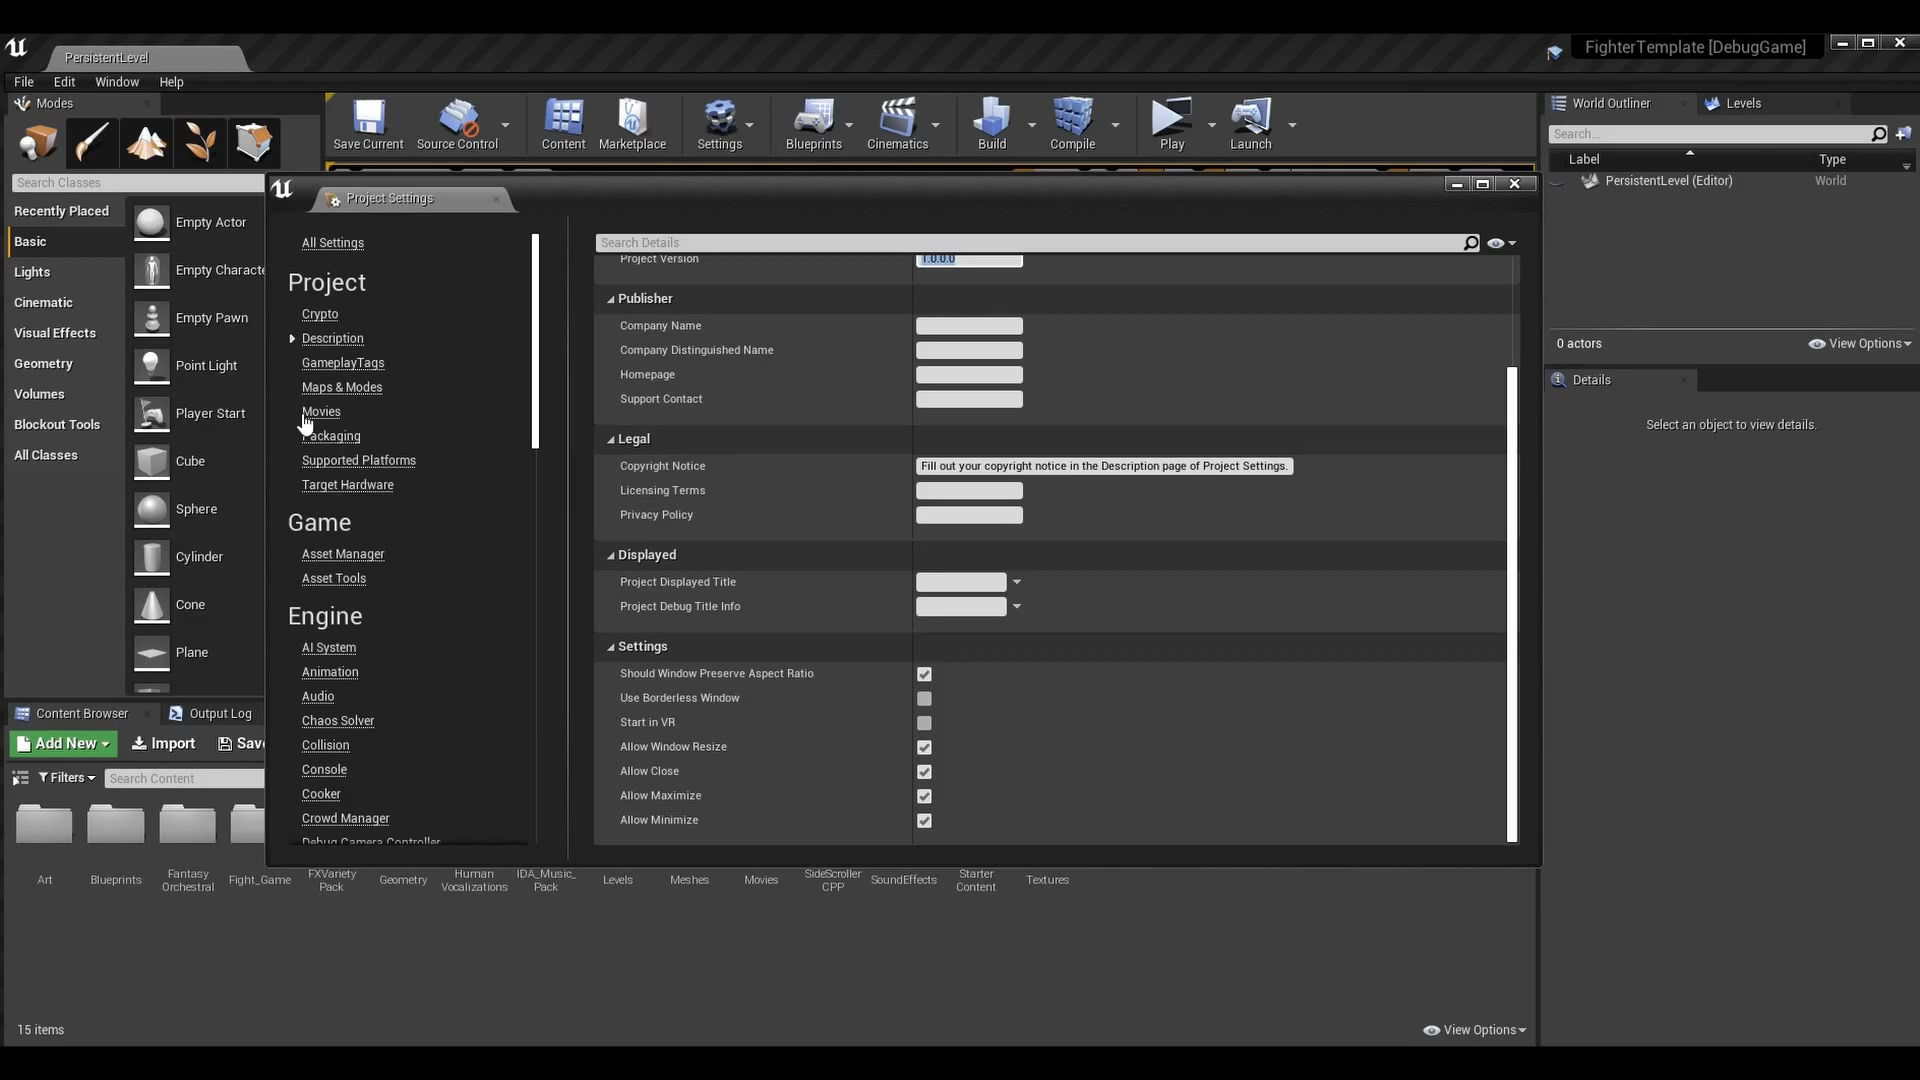 PersistentLevel
FighterTemplate [DebugGame]
File Edit Window Help
Modes
Search Classes
Recently Placed
Basic
Lights
Cinematic
Visual Effects
Geometry
Volumes
Blockout Tools
All Classes
Empty Actor
Empty Characte
Empty Pawn
Point Light
Player Start
Cube
Sphere
Cylinder
Cone
Plane
Save Current
Source Control
Content
Marketplace
Settings
Blueprints
Cinematics
Build
Compile
Play
Launch
Project Settings
All Settings
Project
Crypto
Description
GameplayTags
Maps & Modes
Movies
Packaging
Supported Platforms
Target Hardware
Game
Asset Manager
Asset Tools
Engine
AI System
Animation
Audio
Chaos Solver
Collision
Console
Cooker
Crowd Manager
Debug Camera Controller
Search Details
Project Version 1.0.0.0
Publisher
Company Name
Company Distinguished Name
Homepage
Support Contact
Legal
Copyright Notice Fill out your copyright notice in the Description page of Project Settings.
Licensing Terms
Privacy Policy
Displayed
Project Displayed Title
Project Debug Title Info
Settings
Should Window Preserve Aspect Ratio
Use Borderless Window
Start in VR
Allow Window Resize
Allow Close
Allow Maximize
Allow Minimize
World Outliner
Levels
Search...
Label Type
PersistentLevel (Editor) World
0 actors
View Options
Details
Select an object to view details.
Content Browser
Output Log
Add New
Import
Save
Filters
Search Content
Art
Blueprints
Fantasy
Orchestral
Fight_Game
FXVariety
Pack
Geometry
Human
Vocalizations
IDA_Music_
Pack
Levels
Meshes
Movies
SideScroller
CPP
SoundEffects
Starter
Content
Textures
15 items
View Options